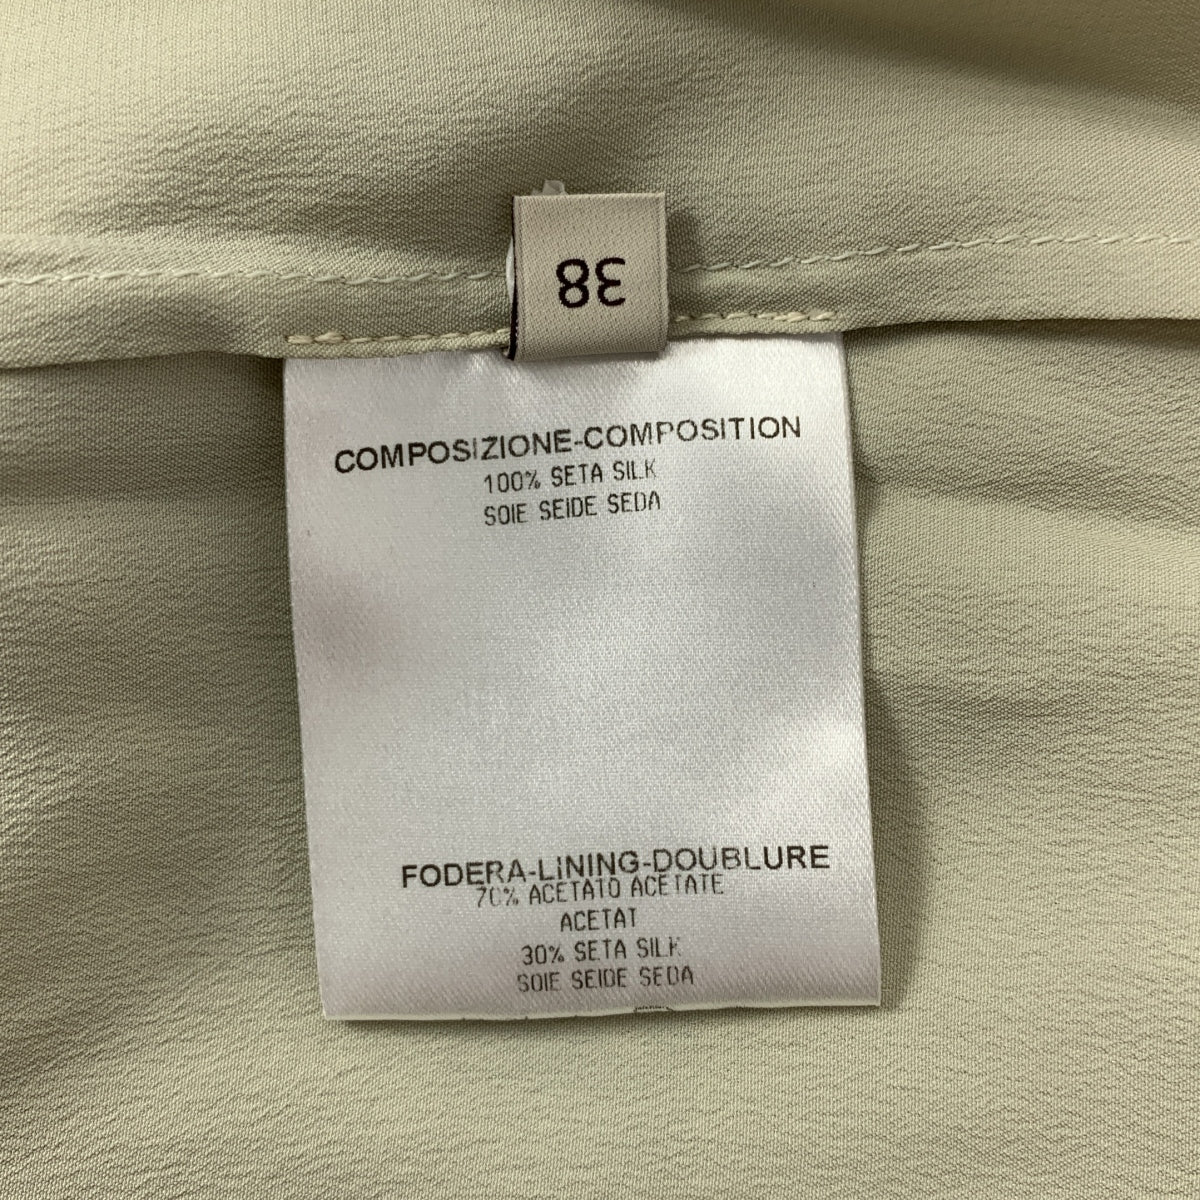 38
COMPOSIZIONE-COMPOSITION
100% SETA SILK
SOIE SEIDE SEDA
FODERA-LINING-DOUBLURE
70% ACETATO ACETATE
ACETAT
30% SETA SILK
SOIE SEIDE SEDA